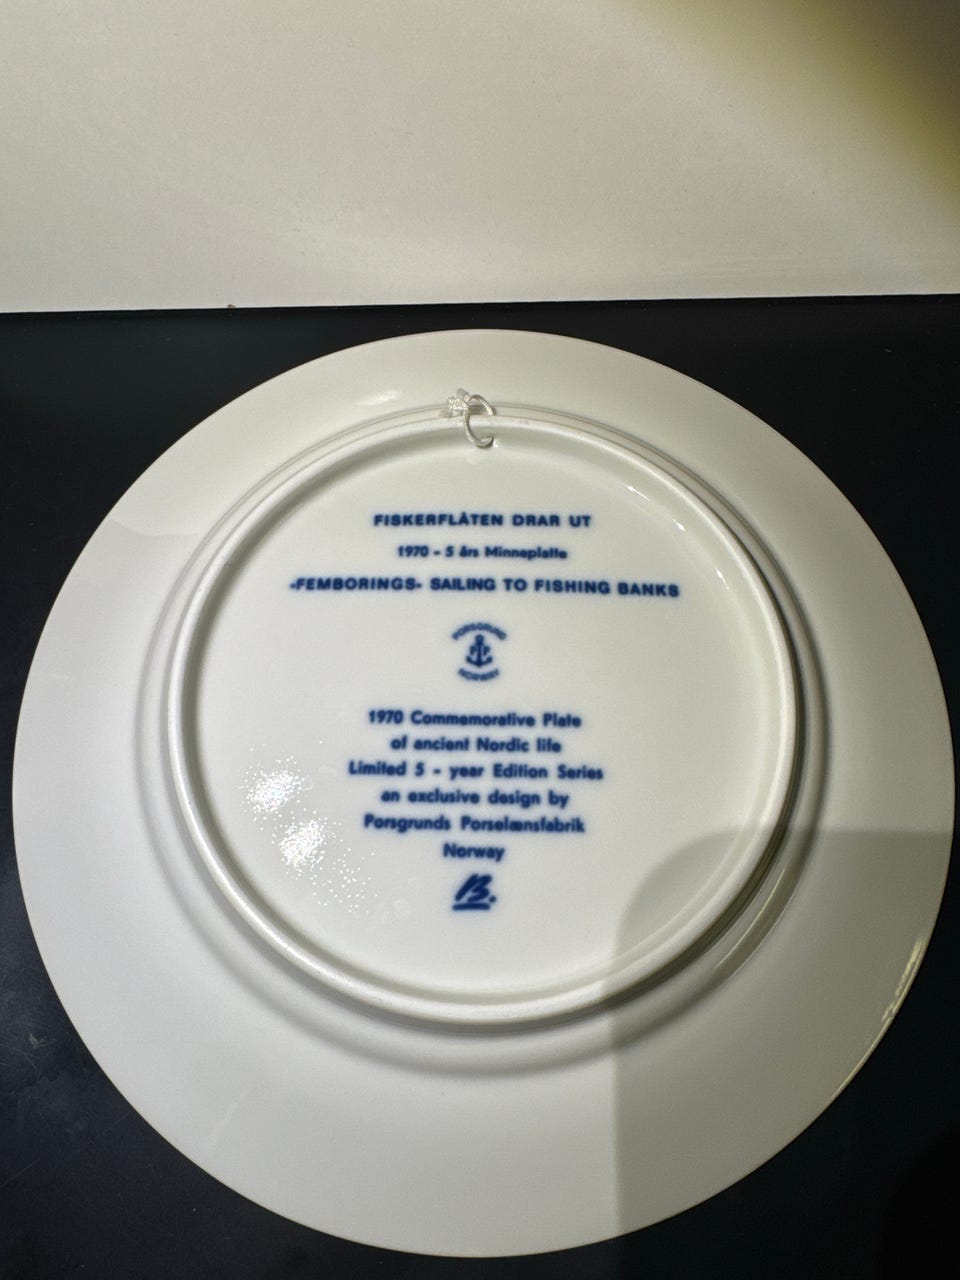 FISKERFLÅTEN DRAR UT
1970 - 5 års Minneplatte
«FEMBORINGS» SAILING TO FISHING BANKS
PORSGRUND
PP
NORWAY
1970 Commemorative Plate
of ancient Nordic life
Limited 5 - year Edition Series
an exclusive design by
Porsgrunds Porselænsfabrik
Norway
B.